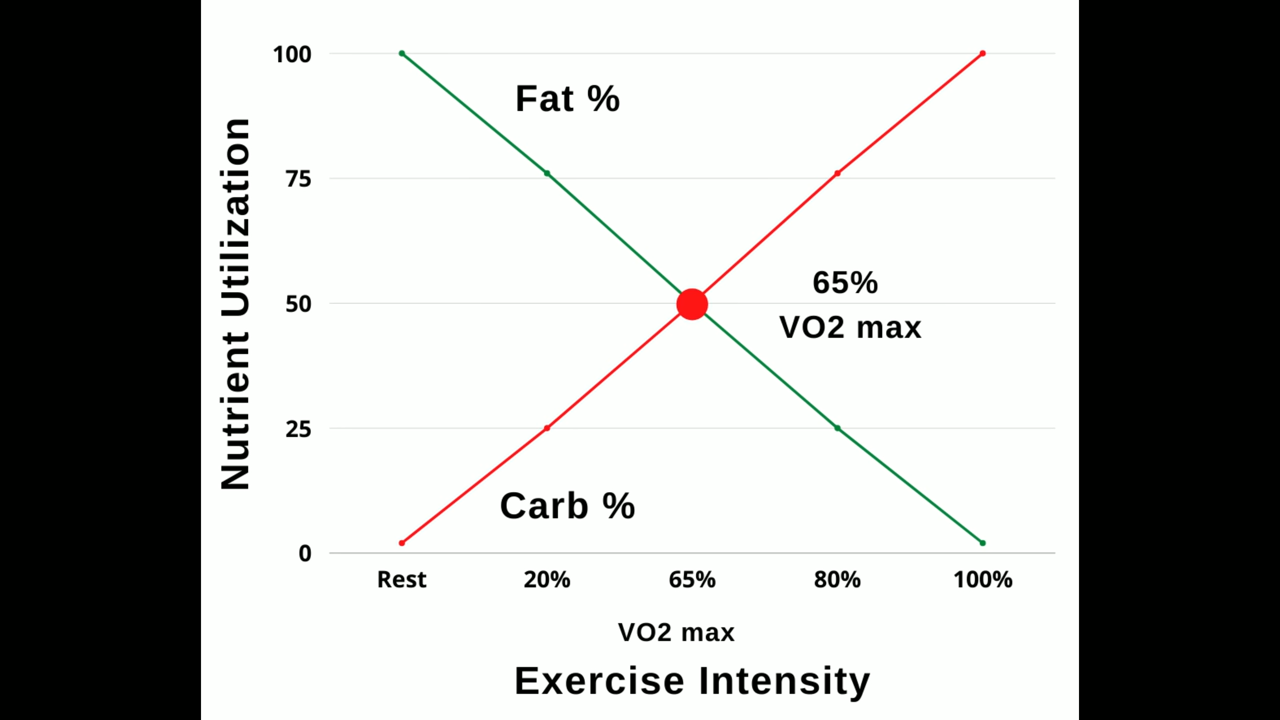 100
Fat %
75
65%
VO2 max
50
25
Carb %
0
Rest 20% 65% 80% 100%
VO2 max
Exercise Intensity
Nutrient Utilization